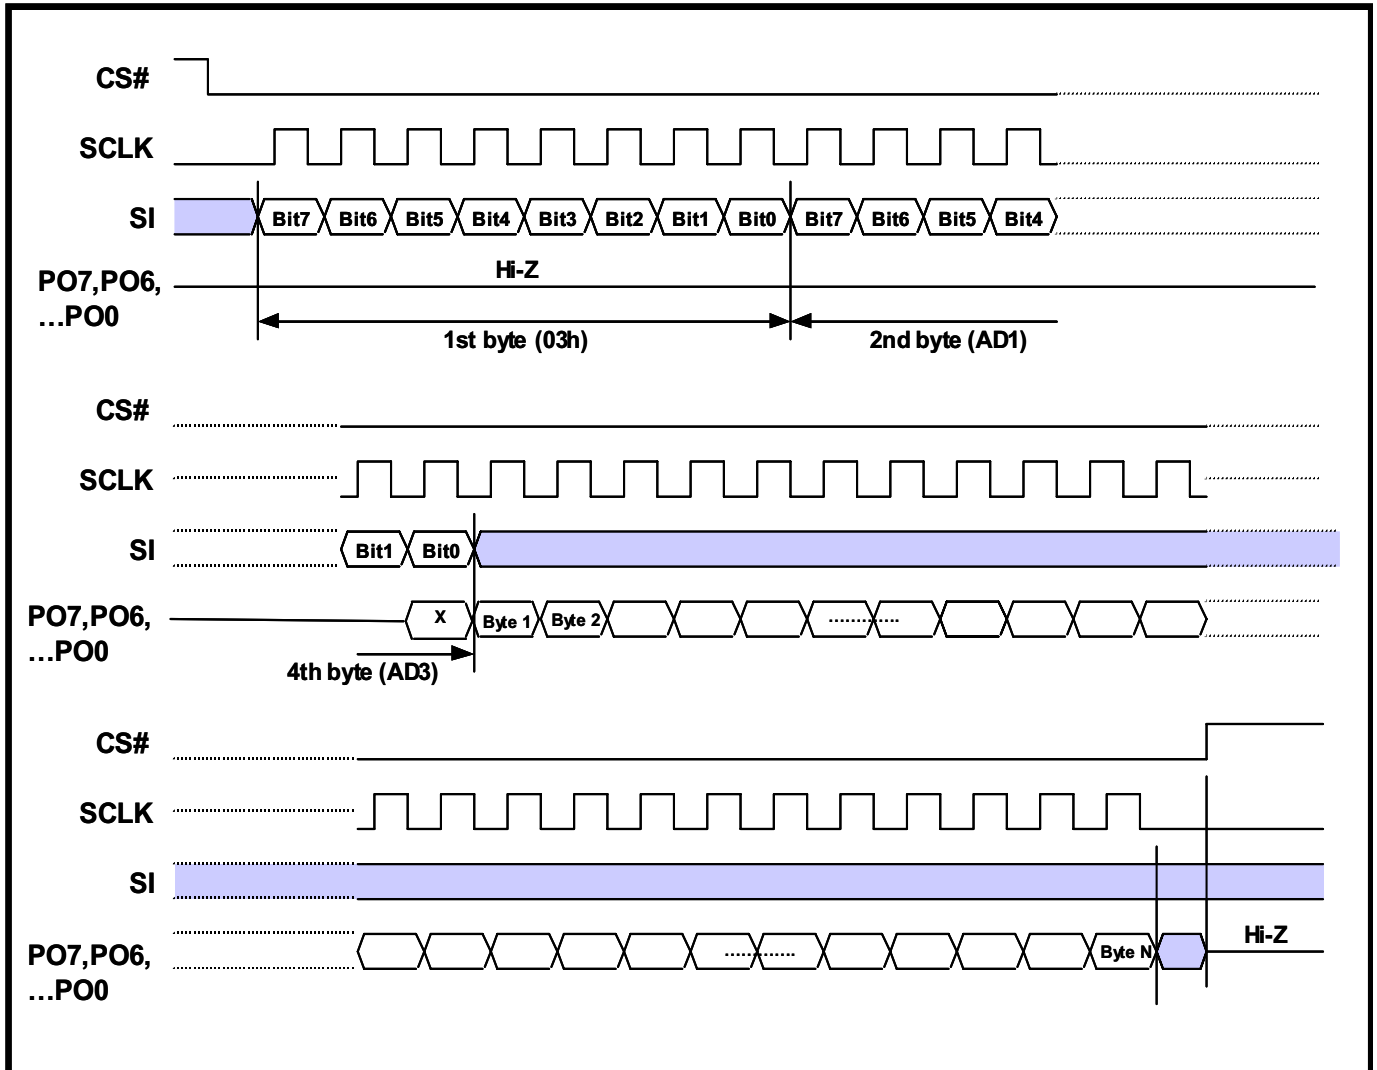 CS#
SCLK
SI Bit7 Bit6 Bit5 Bit4 Bit3 Bit2 Bit1 Bit0 Bit7 Bit6 Bit5 Bit4
Hi-Z
PO7,PO6,
...PO0
1st byte (03h) 2nd byte (AD1)
CS#
SCLK
SI Bit1 Bit0
PO7,PO6, X Byte 1 Byte 2 ............
...PO0
4th byte (AD3)
CS#
SCLK
SI
Hi-Z
PO7,PO6, ............ Byte N
...PO0